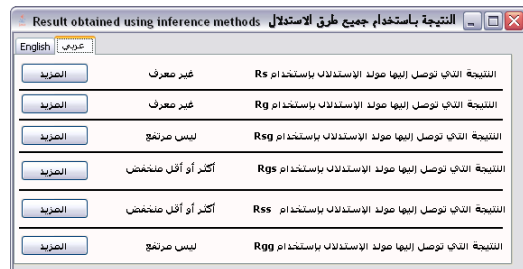 Result obtained using inference methods النتيجة باستخدام جميع طرق الاستدلال
English عربي
النتيجة التي توصل إليها مولد الإستدلال بإستخدام Rs غير معرف المزيد
النتيجة التي توصل إليها مولد الإستدلال بإستخدام Rg غير معرف المزيد
النتيجة التي توصل إليها مولد الإستدلال بإستخدام Rsg ليس مرتفع المزيد
النتيجة التي توصل إليها مولد الإستدلال بإستخدام Rgs أكثر أو أقل منخفض المزيد
النتيجة التي توصل إليها مولد الإستدلال بإستخدام Rss أكثر أو أقل منخفض المزيد
النتيجة التي توصل إليها مولد الإستدلال بإستخدام Rgg ليس مرتفع المزيد